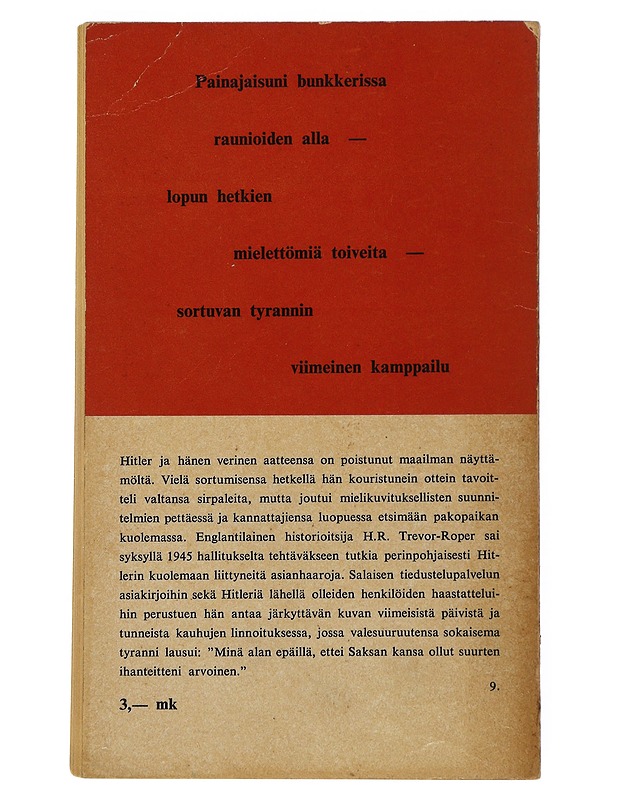 Painajaisuni bunkkerissa
raunioiden alla —
lopun hetkien
mielettömiä toiveita —
sortuvan tyrannin
viimeinen kamppailu
Hitler ja hänen verinen aatteensa on poistunut maailman näyttä-
möltä. Vielä sortumisensa hetkellä hän kouristunein ottein tavoit-
teli valtansa sirpaleita, mutta joutui mielikuvituksellisten suunni-
telmien pettäessä ja kannattajiensa luopuessa etsimään pakopaikan
kuolemassa. Englantilainen historioitsija H.R. Trevor-Roper sai
syksyllä 1945 hallitukselta tehtäväkseen tutkia perinpohjaisesti Hit-
lerin kuolemaan liittyneitä asianhaaroja. Salaisen tiedustelupalvelun
asiakirjoihin sekä Hitleriä lähellä olleiden henkilöiden haastattelui-
hin perustuen hän antaa järkyttävän kuvan viimeisistä päivistä ja
tunneista kauhujen linnoituksessa, jossa valesuuruutensa sokaisema
tyranni lausui: "Minä alan epäillä, ettei Saksan kansa ollut suurten
ihanteitteni arvoinen."
9.
3,— mk